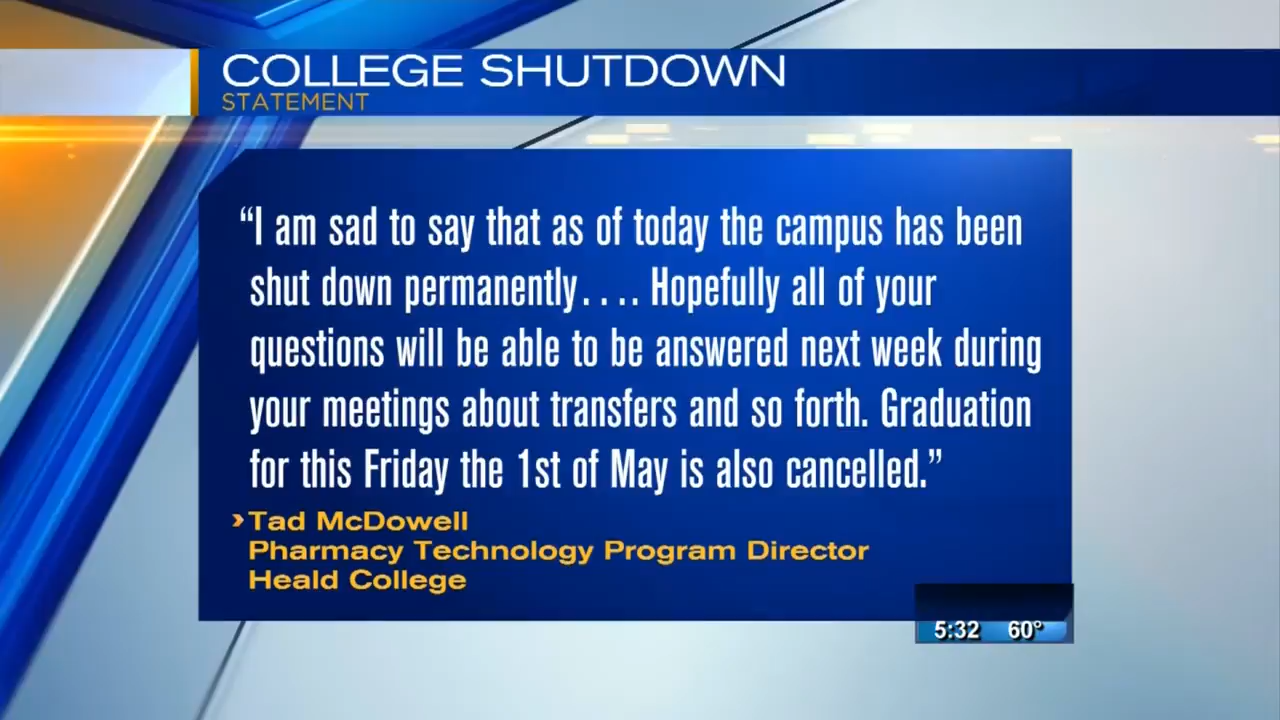 COLLEGE SHUTDOWN
STATEMENT
“I am sad to say that as of today the campus has been
shut down permanently.... Hopefully all of your
questions will be able to be answered next week during
your meetings about transfers and so forth. Graduation
for this Friday the 1st of May is also cancelled.”
›Tad McDowell
Pharmacy Technology Program Director
Heald College
5:32 60°